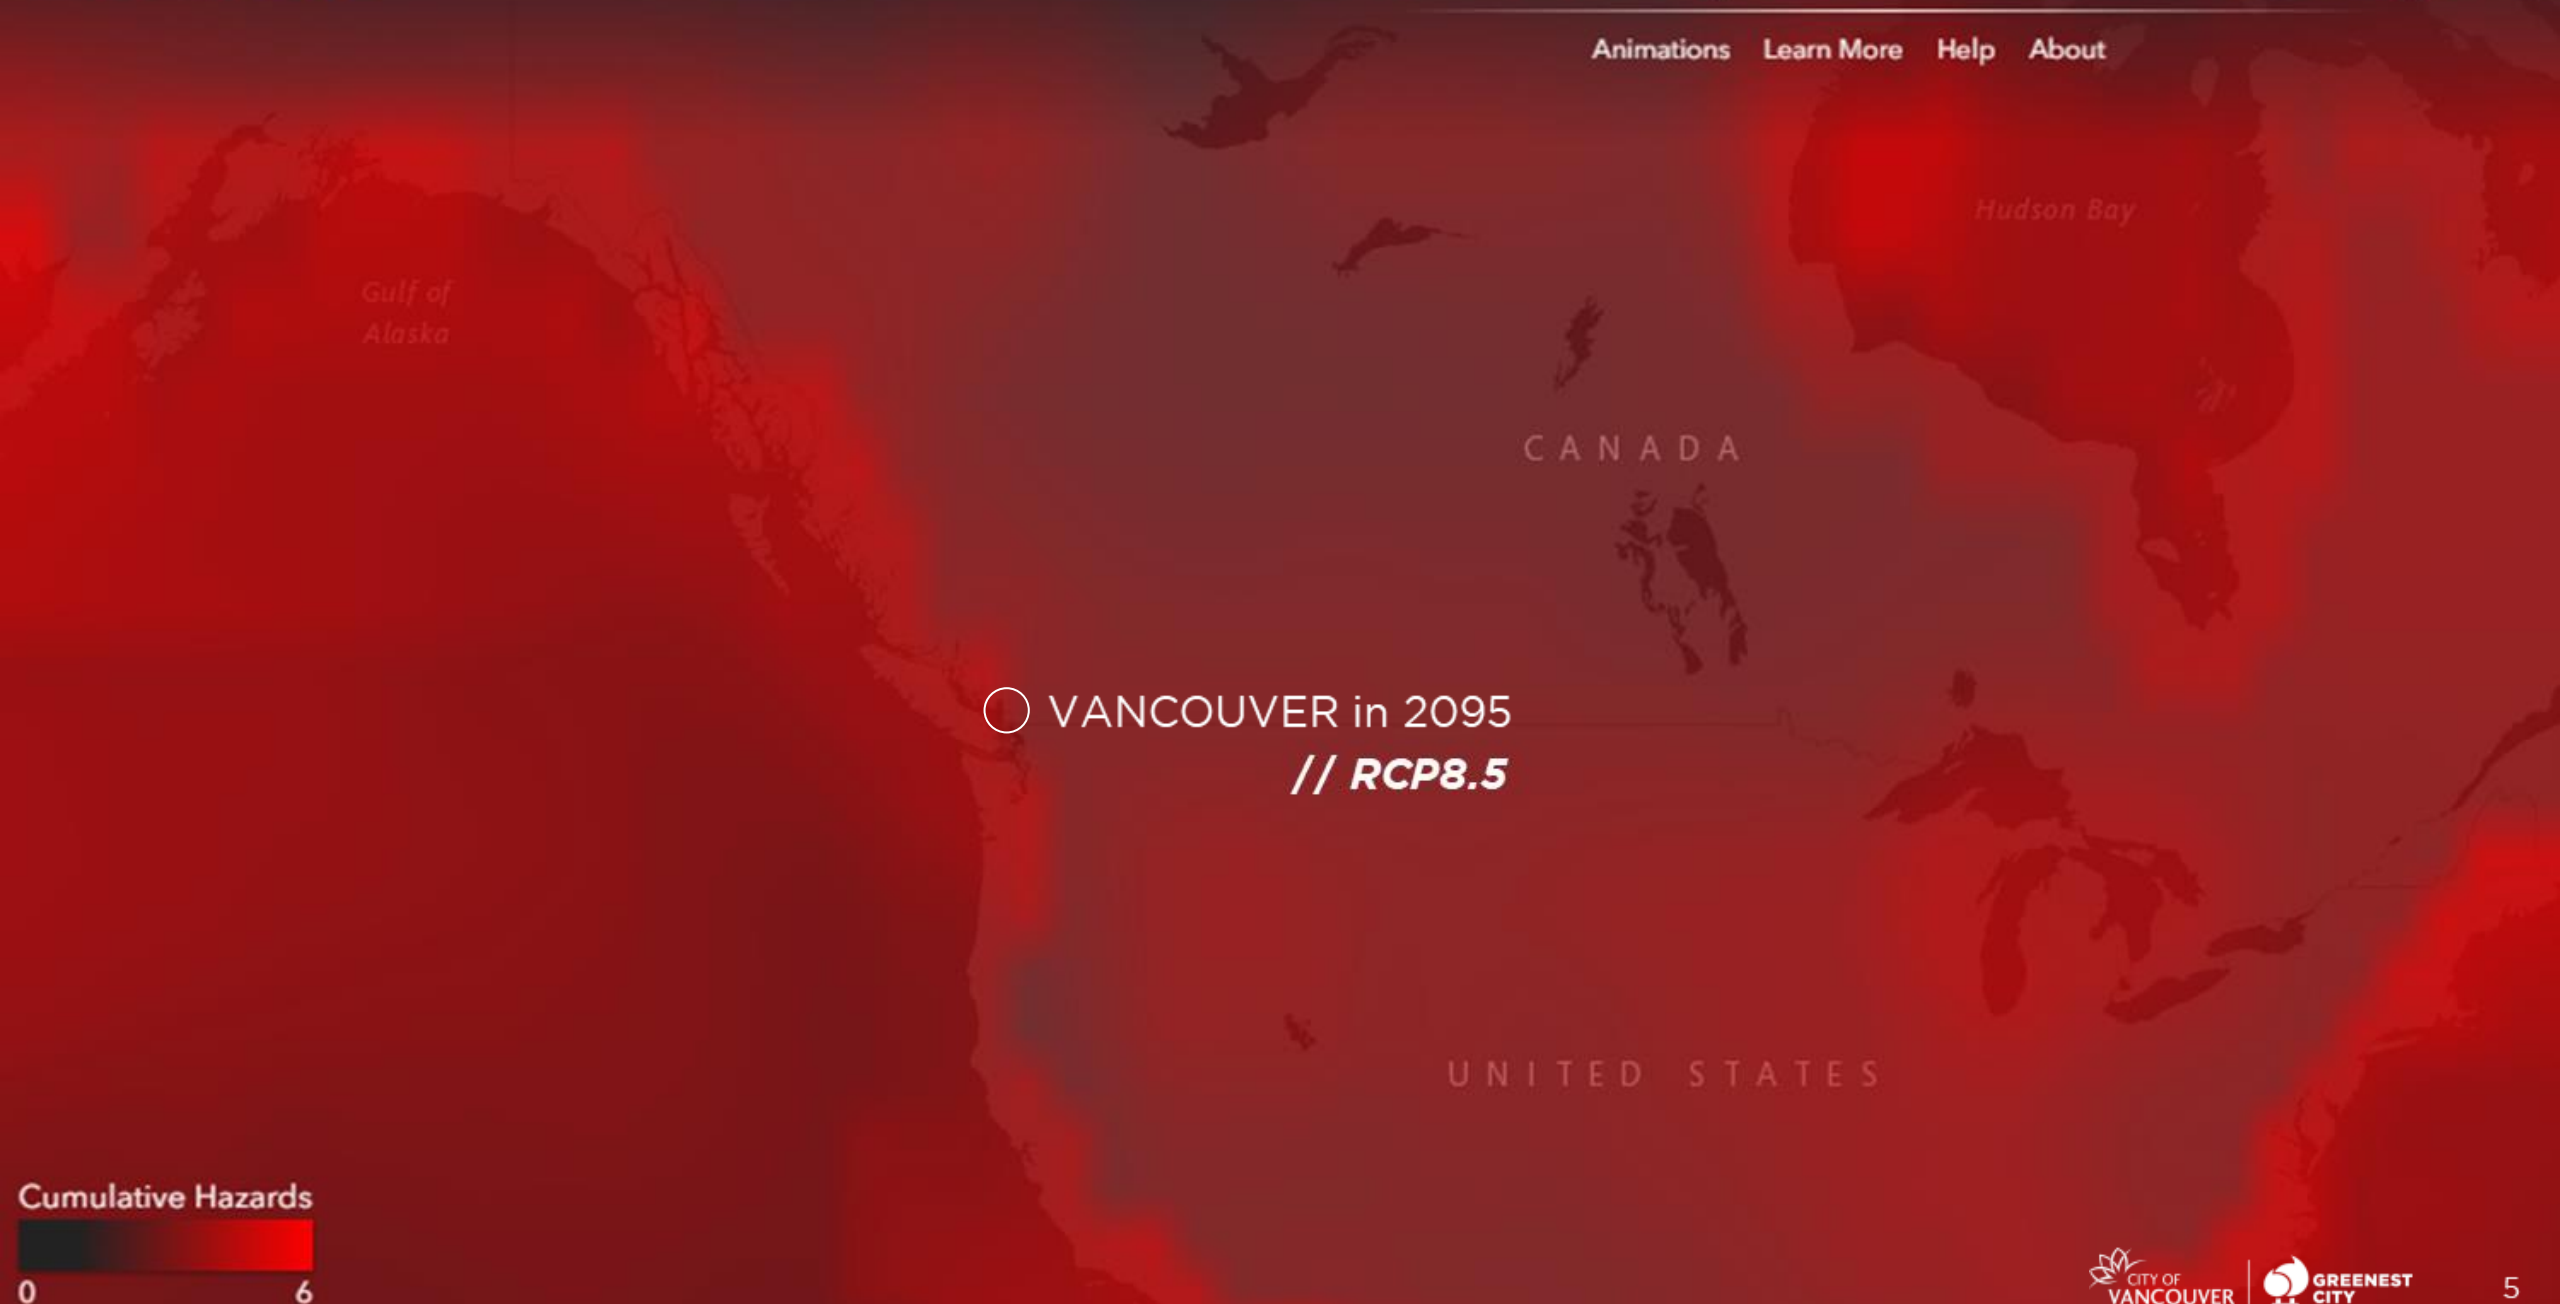 Animations Learn More Help About
Hudson Bay
Gulf of
Alaska
CANADA
VANCOUVER in 2095
// RCP8.5
UNITED STATES
Cumulative Hazards
0 6
CITY OF
VANCOUVER
GREENEST
CITY
5